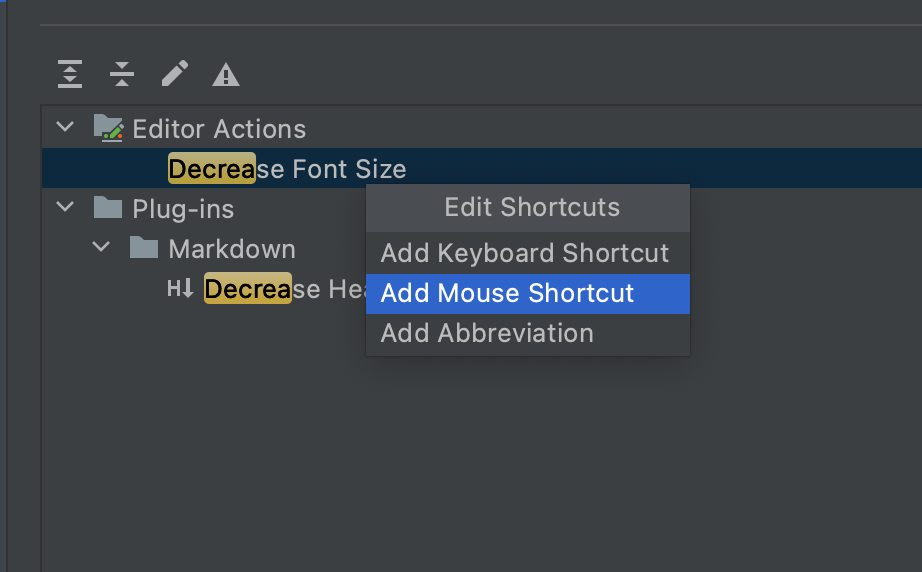 Editor Actions
Decrease Font Size
Plug-ins
Markdown
Decrease
Edit Shortcuts
Add Keyboard Shortcut
Add Mouse Shortcut
Add Abbreviation